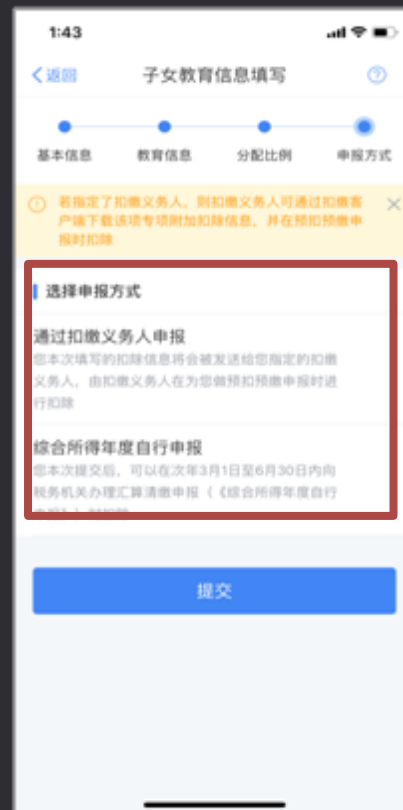 1:43
返回
子女教育信息填写
基本信息
教育信息
分配比例
申报方式
若指定了扣缴义务人，则扣缴义务人可通过扣缴客
户端下载该项专项附加扣除信息，并在预扣预缴申
报时扣除
选择申报方式
通过扣缴义务人申报
您本次填写的扣除信息将会被发送给您指定的扣缴
义务人，由扣缴义务人在为您做预扣预缴申报时进
行扣除
综合所得年度自行申报
您本次提交后，可以在次年3月1日至6月30日内向
税务机关办理汇算清缴申报（《综合所得年度自行
提交